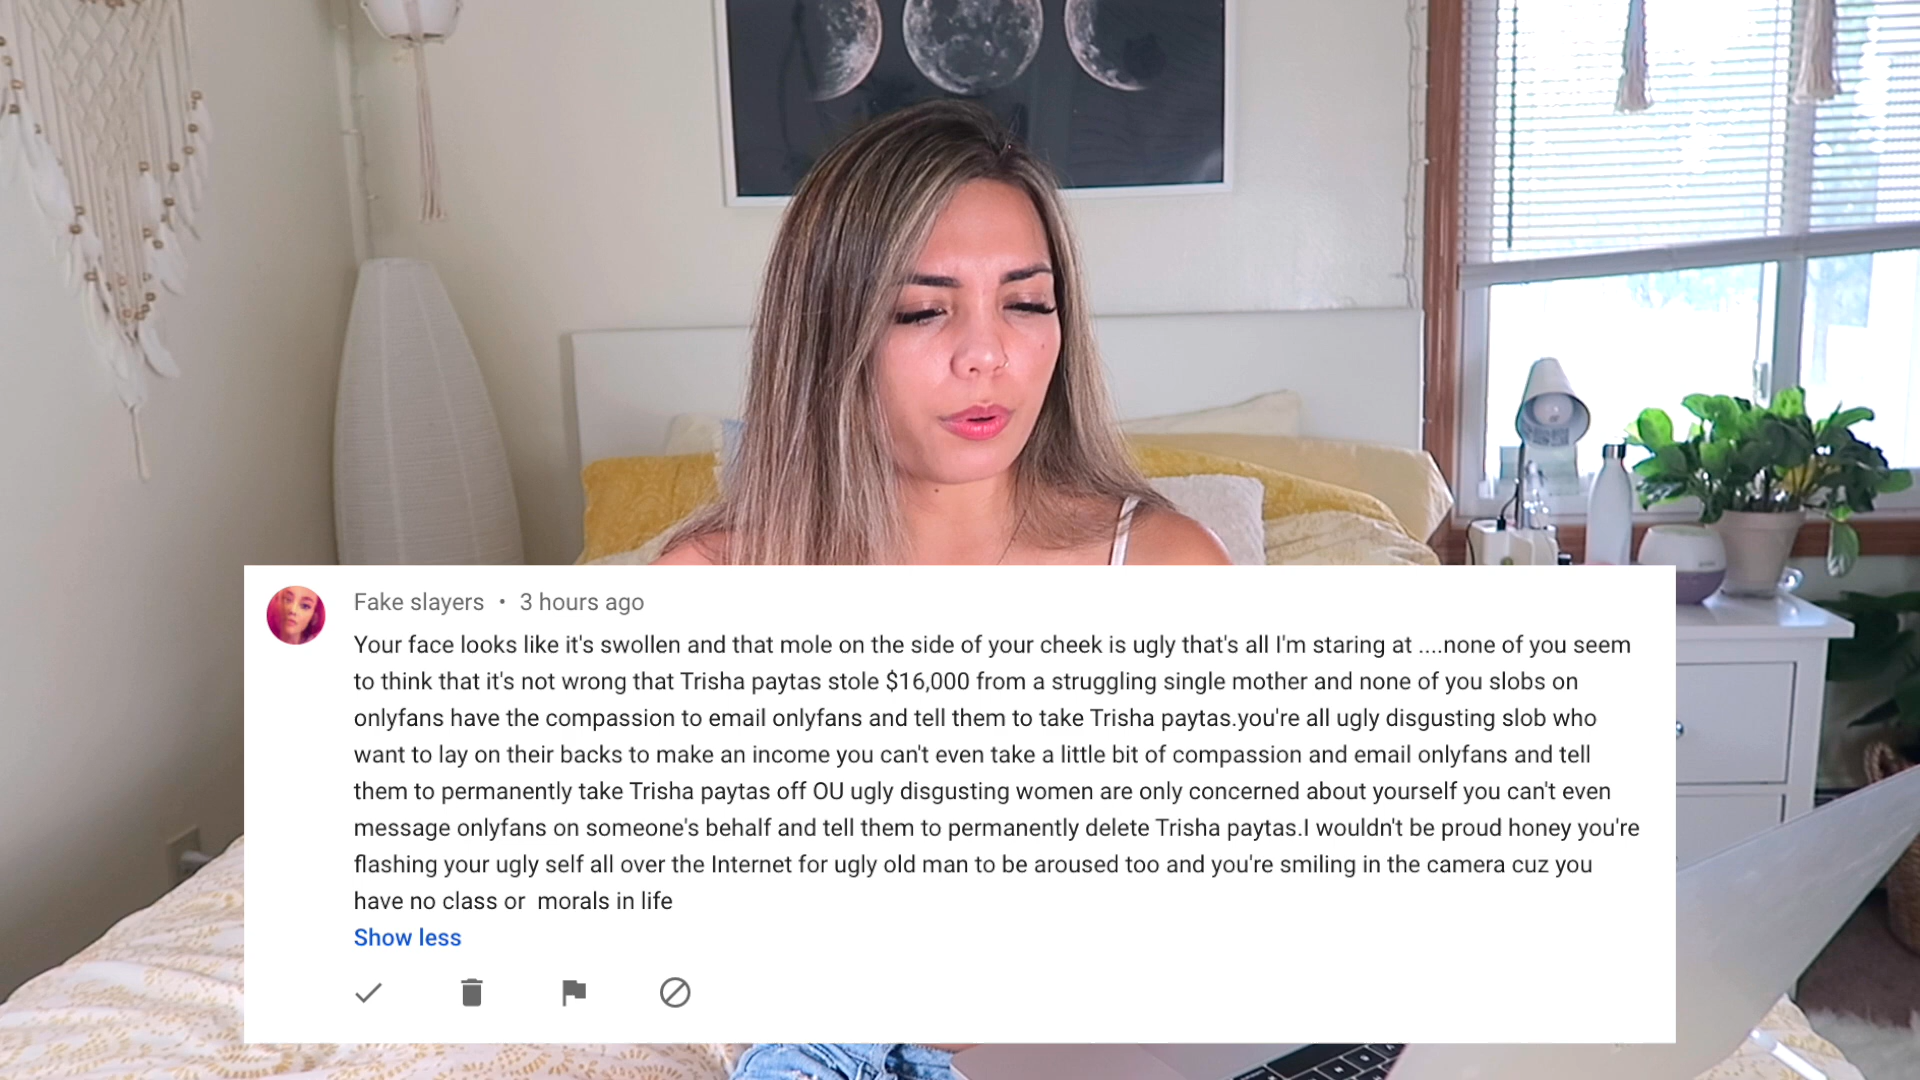 Fake slayers • 3 hours ago
Your face looks like it's swollen and that mole on the side of your cheek is ugly that's all I'm staring at ....none of you seem
to think that it's not wrong that Trisha paytas stole $16,000 from a struggling single mother and none of you slobs on
onlyfans have the compassion to email onlyfans and tell them to take Trisha paytas.you're all ugly disgusting slob who
want to lay on their backs to make an income you can't even take a little bit of compassion and email onlyfans and tell
them to permanently take Trisha paytas off OU ugly disgusting women are only concerned about yourself you can't even
message onlyfans on someone's behalf and tell them to permanently delete Trisha paytas.I wouldn't be proud honey you're
flashing your ugly self all over the Internet for ugly old man to be aroused too and you're smiling in the camera cuz you
have no class or  morals in life
Show less